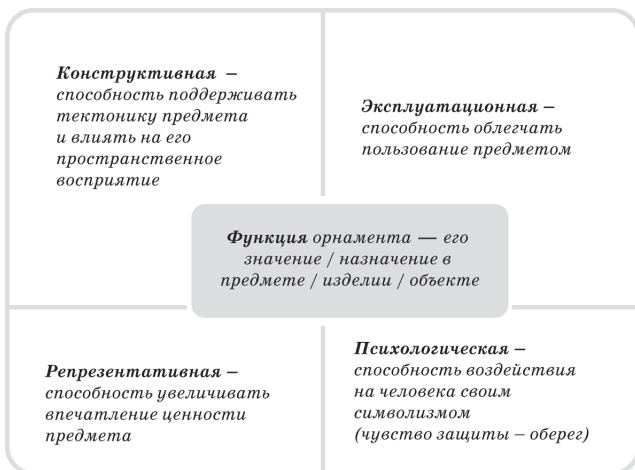 Конструктивная –
способность поддерживать
тектонику предмета
и влиять на его
пространственное
восприятие
Эксплуатационная –
способность облегчать
пользование предметом
Функция орнамента — его
значение / назначение в
предмете / изделии / объекте
Репрезентативная –
способность увеличивать
впечатление ценности
предмета
Психологическая –
способность воздействия
на человека своим
символизмом
(чувство защиты – оберег)